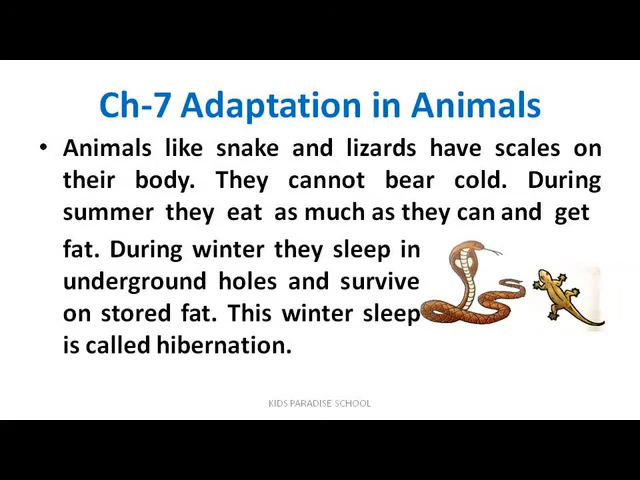 Ch-7 Adaptation in Animals
• Animals like snake and lizards have scales on
their body. They cannot bear cold. During
summer they eat as much as they can and get
fat. During winter they sleep in
underground holes and survive
on stored fat. This winter sleep
is called hibernation.
KIDS PARADISE SCHOOL